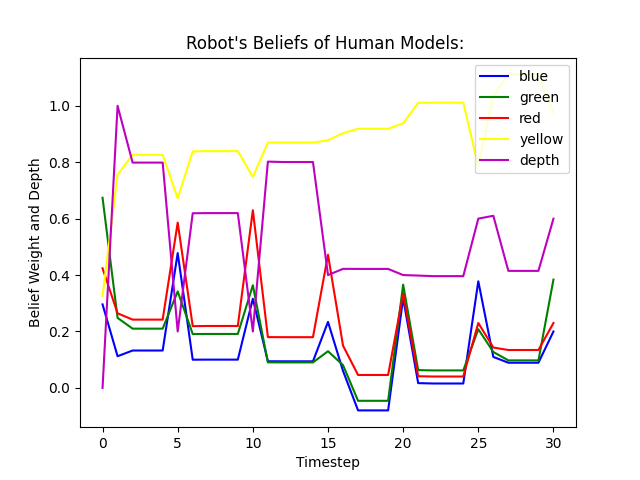 Robot's Beliefs of Human Models:
blue
green
red
yellow
depth
1.0
0.8
0.6
0.4
0.2
0.0
Belief Weight and Depth
0 5 10 15 20 25 30
Timestep